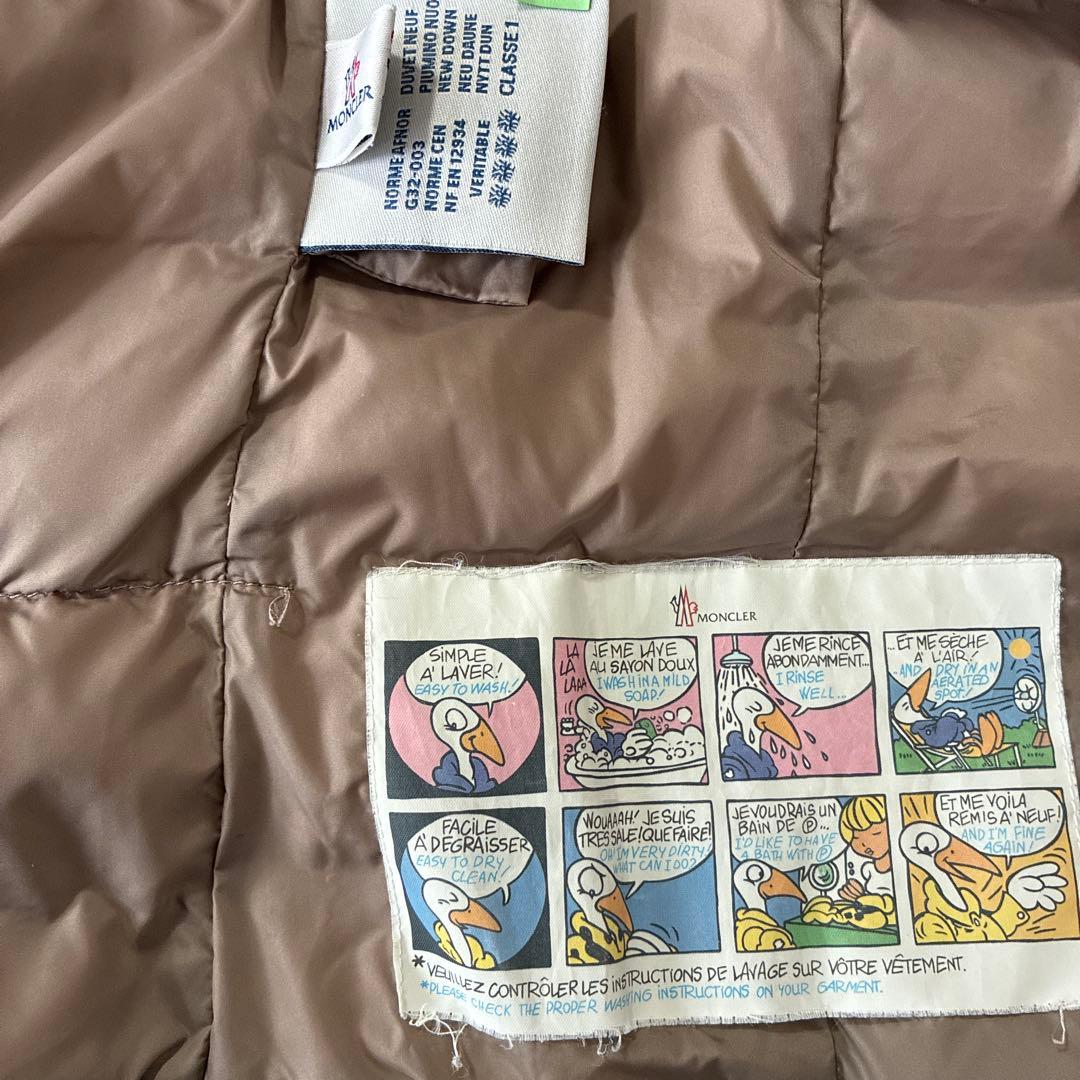 MONCLER
NORME AFNOR DUVET NEUF
G32-003 PIUMINO NUO
NORME CEN NEW DOWN
NF EN 12934 NEU DAUNE
VERITABLE NYTT DUN
CLASSE 1
MONCLER
SIMPLE
A' LAVER!
EASY TO WASH!
LA
LA
LAAA
JE ME LAVE
AU SAVON DOUX
I WASH IN A MILD
SOAP!
JE ME RINCE
ABONDAMMENT...
I RINSE
WELL...
...ET ME SÈCHE
A' L'AIR!
...AND DRY IN AN
AERATED
SPOT!
FACILE
A' DEGRAISSER
EASY TO DRY
CLEAN!
WOUAAAH! JE SUIS
TRES SALE! QUE FAIRE!
OH IM VERY DIRTY!
WHAT CAN I DO?
JE VOUDRAIS UN
BAIN DE Ⓟ...
I'D LIKE TO HAVE
A BATH WITH Ⓟ
ET ME VOILA
REMIS A' NEUF!
AND I'M FINE
AGAIN!
*VEUILLEZ CONTRÔLER LES INSTRUCTIONS DE LAVAGE SUR VÔTRE VÊTEMENT.
*PLEASE CHECK THE PROPER WASHING INSTRUCTIONS ON YOUR GARMENT.